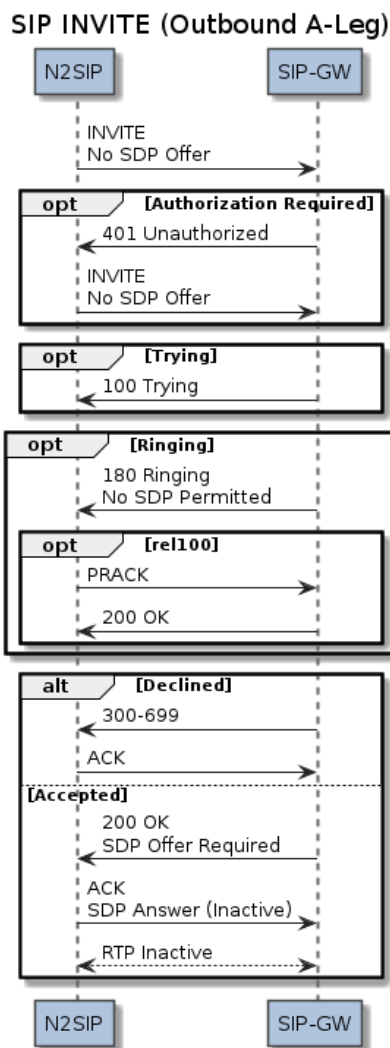 SIP INVITE (Outbound A-Leg)
N2SIP
SIP-GW
INVITE
No SDP Offer
opt
[Authorization Required]
401 Unauthorized
INVITE
No SDP Offer
opt
[Trying]
100 Trying
opt
[Ringing]
180 Ringing
No SDP Permitted
opt
[rel100]
PRACK
200 OK
alt
[Declined]
300-699
ACK
[Accepted]
200 OK
SDP Offer Required
ACK
SDP Answer (Inactive)
RTP Inactive
N2SIP
SIP-GW